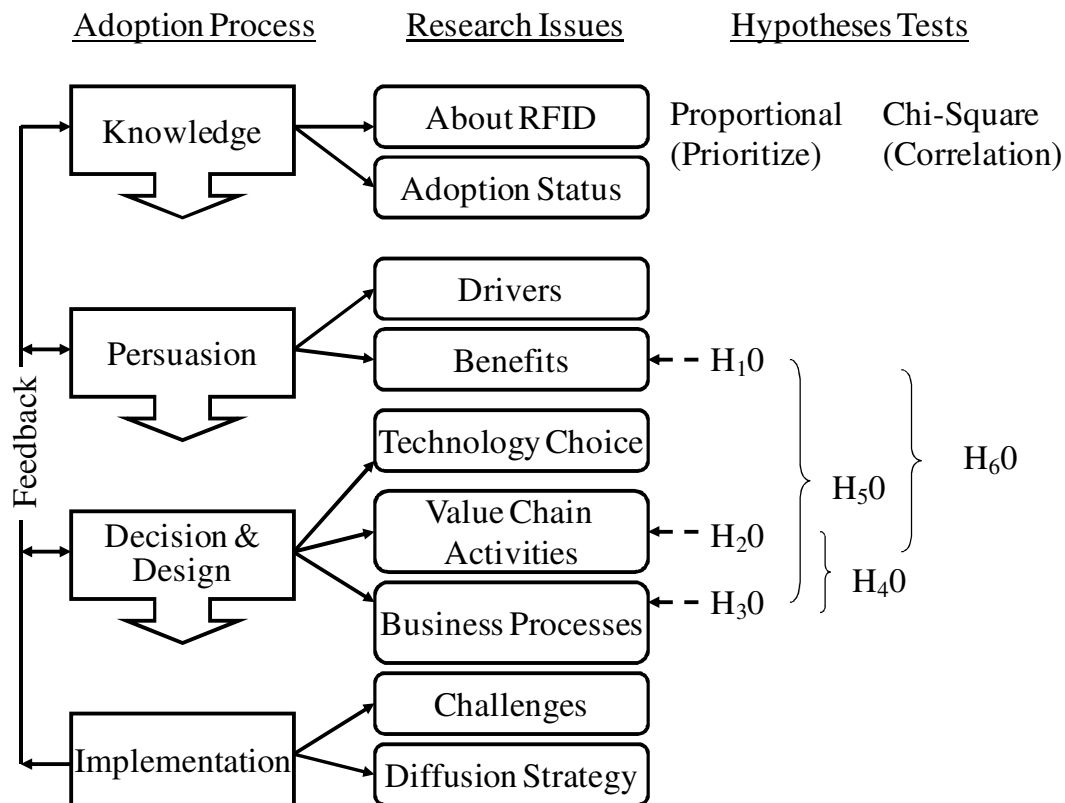 Adoption Process
Research Issues
Hypotheses Tests
Knowledge
About RFID
Adoption Status
Proportional
(Prioritize)
Chi-Square
(Correlation)
Persuasion
Drivers
Benefits
H₁0
Feedback
Technology Choice
Decision &
Design
Value Chain
Activities
Business Processes
H₂0
H₃0
H₅0
H₄0
H₆0
Implementation
Challenges
Diffusion Strategy